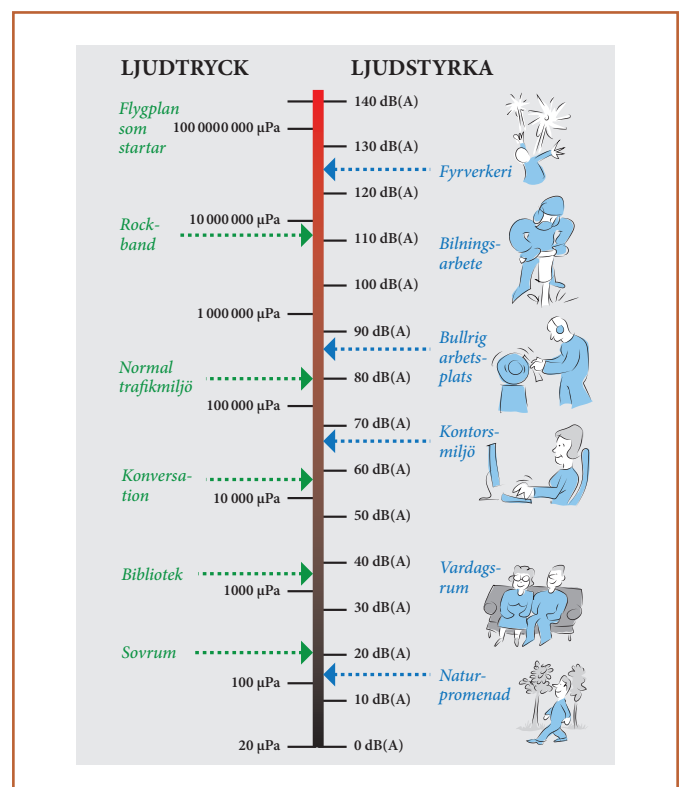 LJUDTRYCK
LJUDSTYRKA
Flygplan
som
startar
100 0000 000 µPa
140 dB(A)
130 dB(A)
Fyrverkeri
120 dB(A)
Rock-
band
10 000 000 µPa
110 dB(A)
Bilnings-
arbete
100 dB(A)
1 000 000 µPa
90 dB(A)
Bullrig
arbets-
plats
Normal
trafikmiljö
80 dB(A)
100 000 µPa
70 dB(A)
Kontors-
miljö
60 dB(A)
Konversa-
tion
10 000 µPa
50 dB(A)
40 dB(A)
Vardags-
rum
Bibliotek
1000 µPa
30 dB(A)
Sovrum
20 dB(A)
Natur-
promenad
100 µPa
10 dB(A)
20 µPa
0 dB(A)